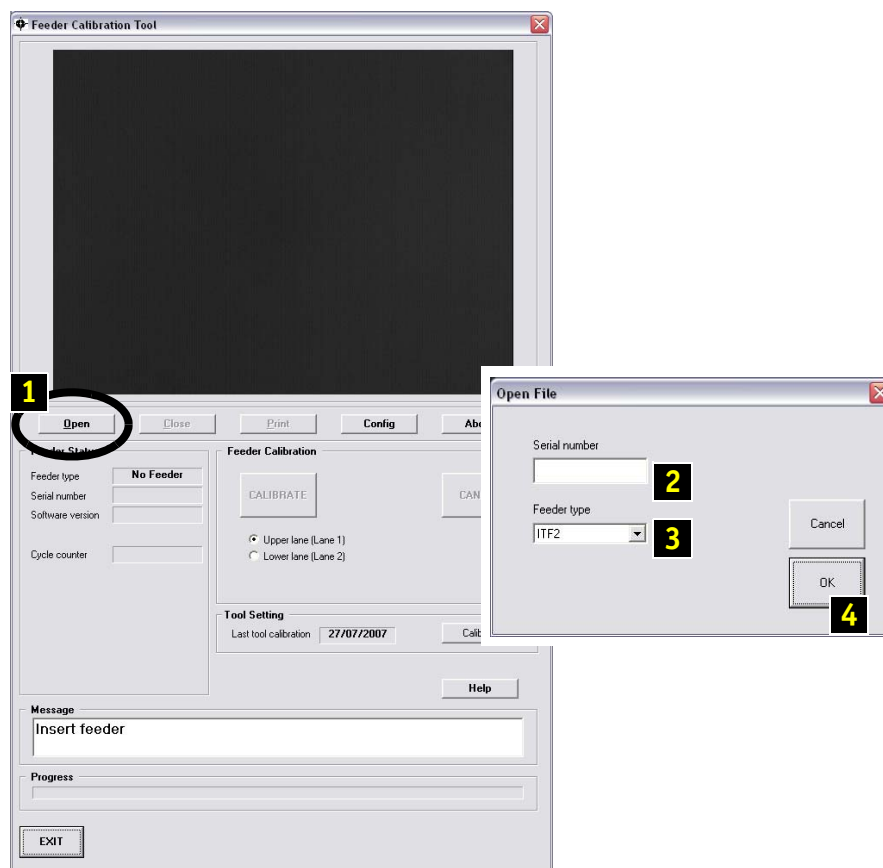 Feeder Calibration Tool
1
Open Close Print Config
Feeder Status
Feeder type No Feeder
Serial number
Software version
Cycle counter
Feeder Calibration
CALIBRATE
Upper lane (Lane 1)
Lower lane (Lane 2)
Tool Setting
Last tool calibration 27/07/2007
Help
Message
Insert feeder
Progress
EXIT
Open File
Serial number
2
Feeder type
ITF2
3
Cancel
OK
4